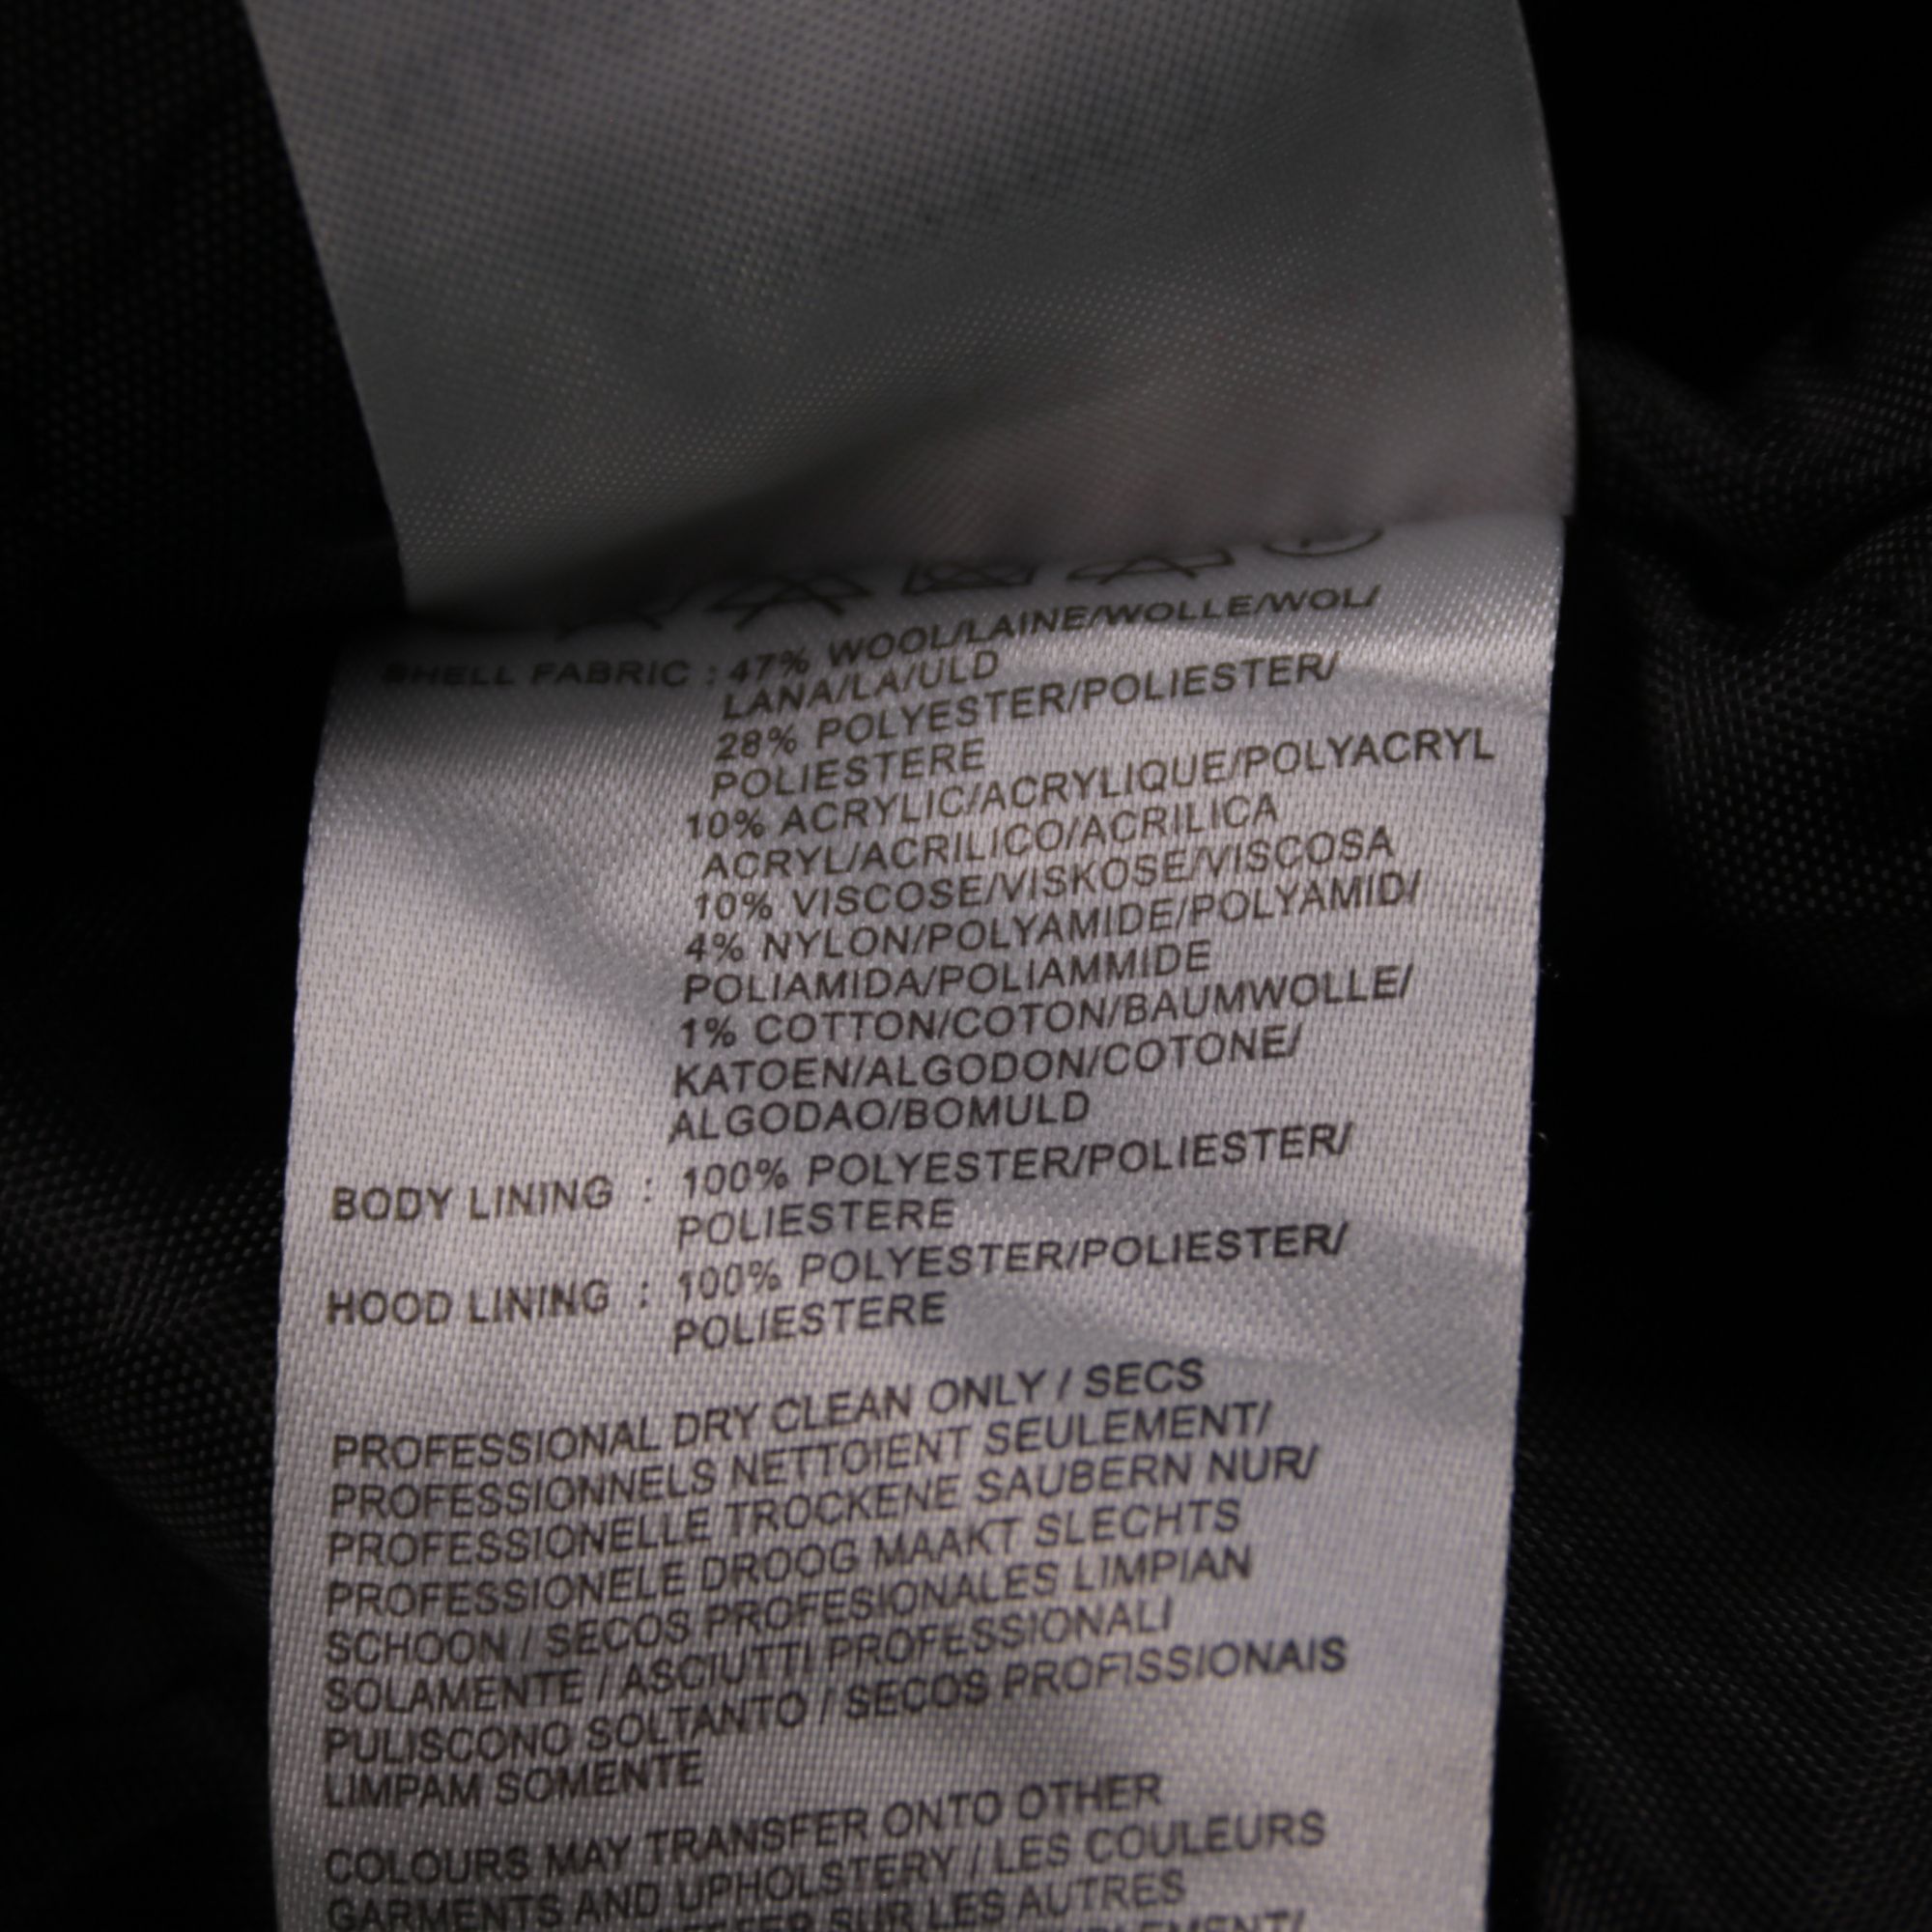 SHELL FABRIC : 47% WOOL/LAINE/WOLLE/WOL/
LANA/LA/ULD
28% POLYESTER/POLIESTER/
POLIESTERE
10% ACRYLIC/ACRYLIQUE/POLYACRYL
ACRYL/ACRILICO/ACRILICA
10% VISCOSE/VISKOSE/VISCOSA
4% NYLON/POLYAMIDE/POLYAMID/
POLIAMIDA/POLIAMMIDE
1% COTTON/COTON/BAUMWOLLE/
KATOEN/ALGODON/COTONE/
ALGODAO/BOMULD
BODY LINING : 100% POLYESTER/POLIESTER/
POLIESTERE
HOOD LINING : 100% POLYESTER/POLIESTER/
POLIESTERE
PROFESSIONAL DRY CLEAN ONLY / SECS
PROFESSIONNELS NETTOIENT SEULEMENT/
PROFESSIONELLE TROCKENE SAUBERN NUR/
PROFESSIONELE DROOG MAAKT SLECHTS
SCHOON / SECOS PROFESIONALES LIMPIAN
SOLAMENTE / ASCIUTTI PROFESSIONALI
PULISCONO SOLTANTO / SECOS PROFISSIONAIS
LIMPAM SOMENTE
COLOURS MAY TRANSFER ONTO OTHER
GARMENTS AND UPHOLSTERY / LES COULEURS
SUR LES AUTRES